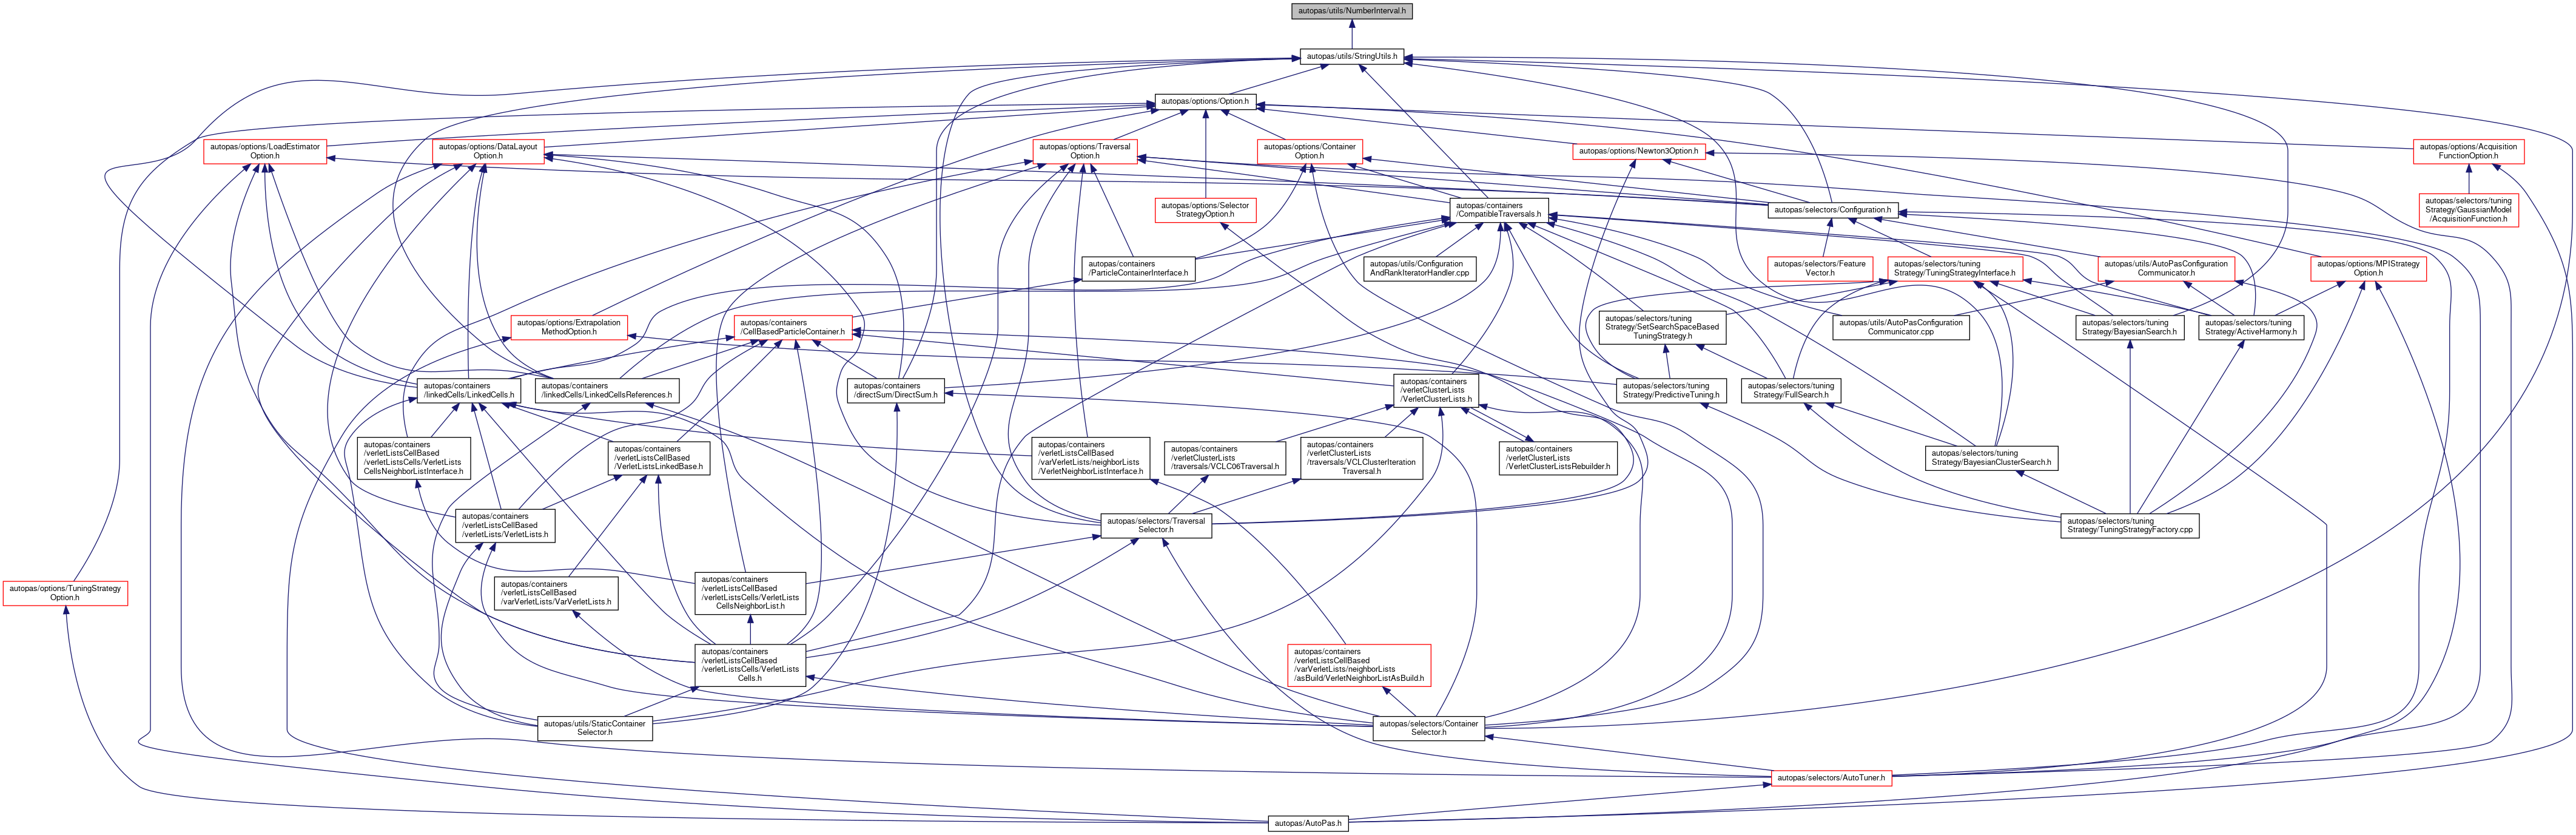 autopas/utils/NumberInterval.h
autopas/utils/StringUtils.h
autopas/options/Option.h
autopas/options/LoadEstimator
Option.h
autopas/options/DataLayout
Option.h
autopas/options/Traversal
Option.h
autopas/options/Container
Option.h
autopas/options/Newton3Option.h
autopas/options/Acquisition
FunctionOption.h
autopas/options/Selector
StrategyOption.h
autopas/containers
/CompatibleTraversals.h
autopas/selectors/Configuration.h
autopas/selectors/tuning
Strategy/GaussianModel
/AcquisitionFunction.h
autopas/containers
/ParticleContainerInterface.h
autopas/utils/Configuration
AndRankIteratorHandler.cpp
autopas/selectors/Feature
Vector.h
autopas/selectors/tuning
Strategy/TuningStrategyInterface.h
autopas/utils/AutoPasConfiguration
Communicator.h
autopas/options/MPIStrategy
Option.h
autopas/options/Extrapolation
MethodOption.h
autopas/containers
/CellBasedParticleContainer.h
autopas/selectors/tuning
Strategy/SetSearchSpaceBased
TuningStrategy.h
autopas/utils/AutoPasConfiguration
Communicator.cpp
autopas/selectors/tuning
Strategy/BayesianSearch.h
autopas/selectors/tuning
Strategy/ActiveHarmony.h
autopas/containers
/linkedCells/LinkedCells.h
autopas/containers
/linkedCells/LinkedCellsReferences.h
autopas/containers
/directSum/DirectSum.h
autopas/containers
/verletClusterLists
/VerletClusterLists.h
autopas/selectors/tuning
Strategy/PredictiveTuning.h
autopas/selectors/tuning
Strategy/FullSearch.h
autopas/containers
/verletListsCellBased
/verletListsCells/VerletLists
CellsNeighborListInterface.h
autopas/containers
/verletListsCellBased
/VerletListsLinkedBase.h
autopas/containers
/verletListsCellBased
/varVerletLists/neighborLists
/VerletNeighborListInterface.h
autopas/containers
/verletClusterLists
/traversals/VCLC06Traversal.h
autopas/containers
/verletClusterLists
/traversals/VCLClusterIteration
Traversal.h
autopas/containers
/verletClusterLists
/VerletClusterListsRebuilder.h
autopas/selectors/tuning
Strategy/BayesianClusterSearch.h
autopas/containers
/verletListsCellBased
/verletLists/VerletLists.h
autopas/selectors/Traversal
Selector.h
autopas/selectors/tuning
Strategy/TuningStrategyFactory.cpp
autopas/options/TuningStrategy
Option.h
autopas/containers
/verletListsCellBased
/varVerletLists/VarVerletLists.h
autopas/containers
/verletListsCellBased
/verletListsCells/VerletLists
CellsNeighborList.h
autopas/containers
/verletListsCellBased
/verletListsCells/VerletLists
Cells.h
autopas/containers
/verletListsCellBased
/varVerletLists/neighborLists
/asBuild/VerletNeighborListAsBuild.h
autopas/utils/StaticContainer
Selector.h
autopas/selectors/Container
Selector.h
autopas/selectors/AutoTuner.h
autopas/AutoPas.h